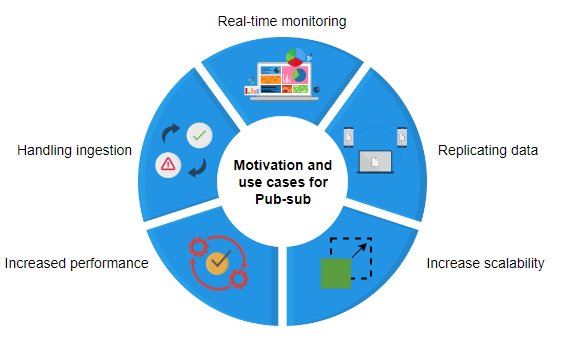 Real-time monitoring
Handling ingestion
Replicating data
Motivation and
use cases for
Pub-sub
Increased performance
Increase scalability